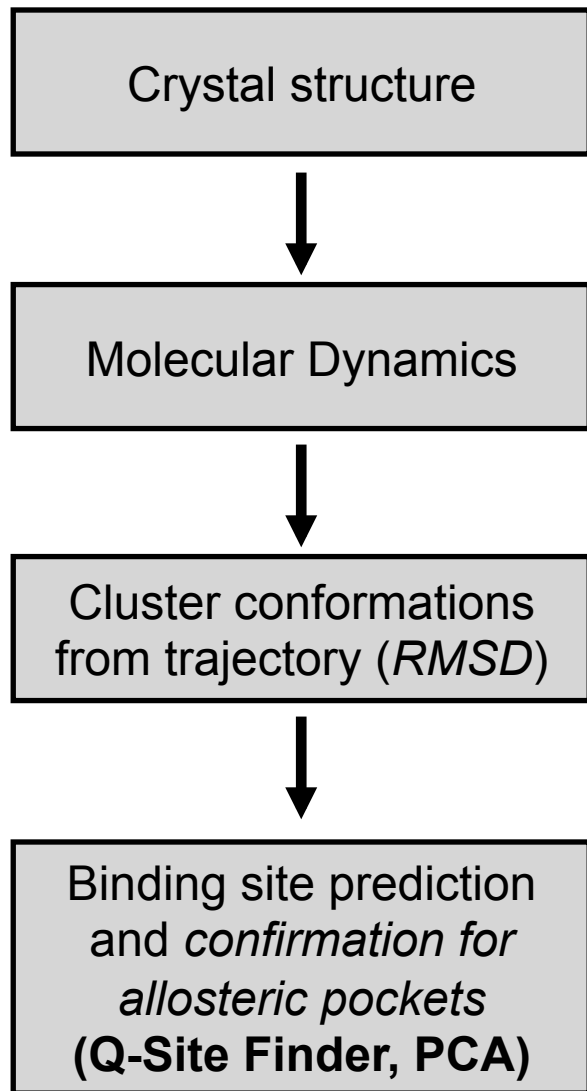 Crystal structure
Molecular Dynamics
Cluster conformations
from trajectory (RMSD)
Binding site prediction
and confirmation for
allosteric pockets
(Q-Site Finder, PCA)